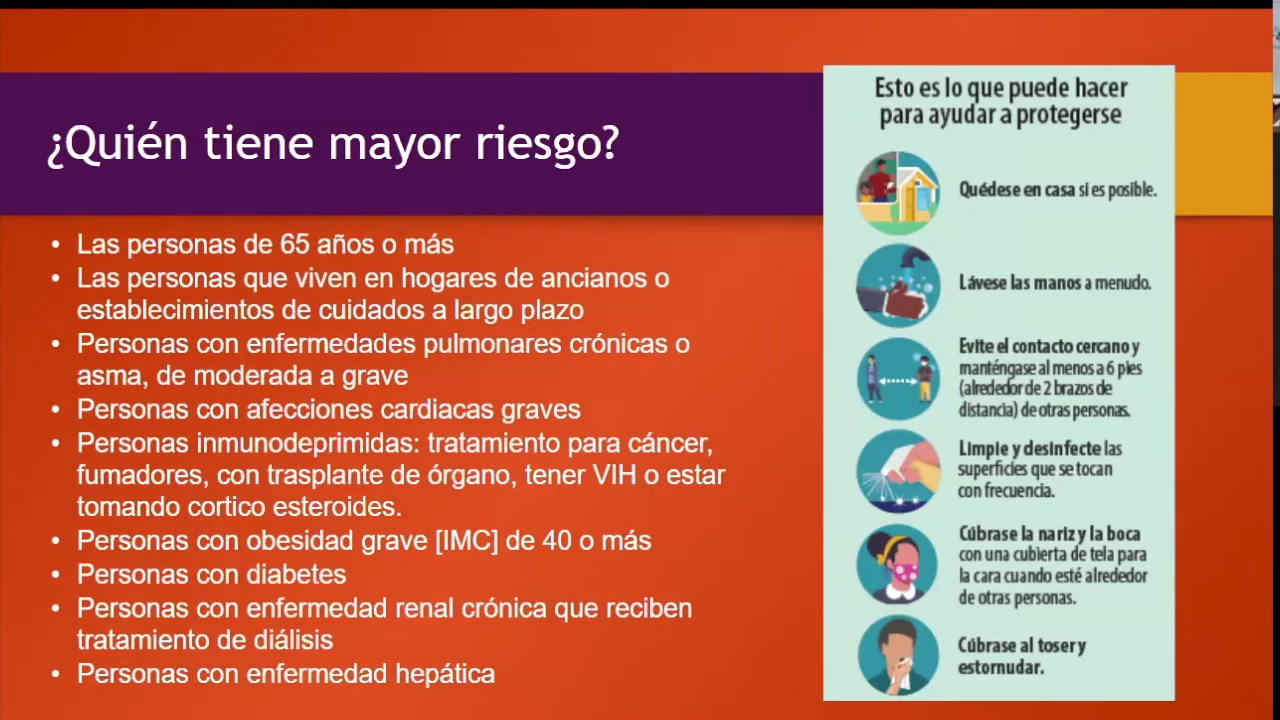 ¿Quién tiene mayor riesgo?
• Las personas de 65 años o más
• Las personas que viven en hogares de ancianos o
establecimientos de cuidados a largo plazo
• Personas con enfermedades pulmonares crónicas o
asma, de moderada a grave
• Personas con afecciones cardiacas graves
• Personas inmunodeprimidas: tratamiento para cáncer,
fumadores, con trasplante de órgano, tener VIH o estar
tomando cortico esteroides.
• Personas con obesidad grave [IMC] de 40 o más
• Personas con diabetes
• Personas con enfermedad renal crónica que reciben
tratamiento de diálisis
• Personas con enfermedad hepática
Esto es lo que puede hacer
para ayudar a protegerse
Quédese en casa si es posible.
Lávese las manos a menudo.
Evite el contacto cercano y
manténgase al menos a 6 pies
(alrededor de 2 brazos de
distancia) de otras personas.
Limpie y desinfecte las
superficies que se tocan
con frecuencia.
Cúbrase la nariz y la boca
con una cubierta de tela para
la cara cuando esté alrededor
de otras personas.
Cúbrase al toser y
estornudar.